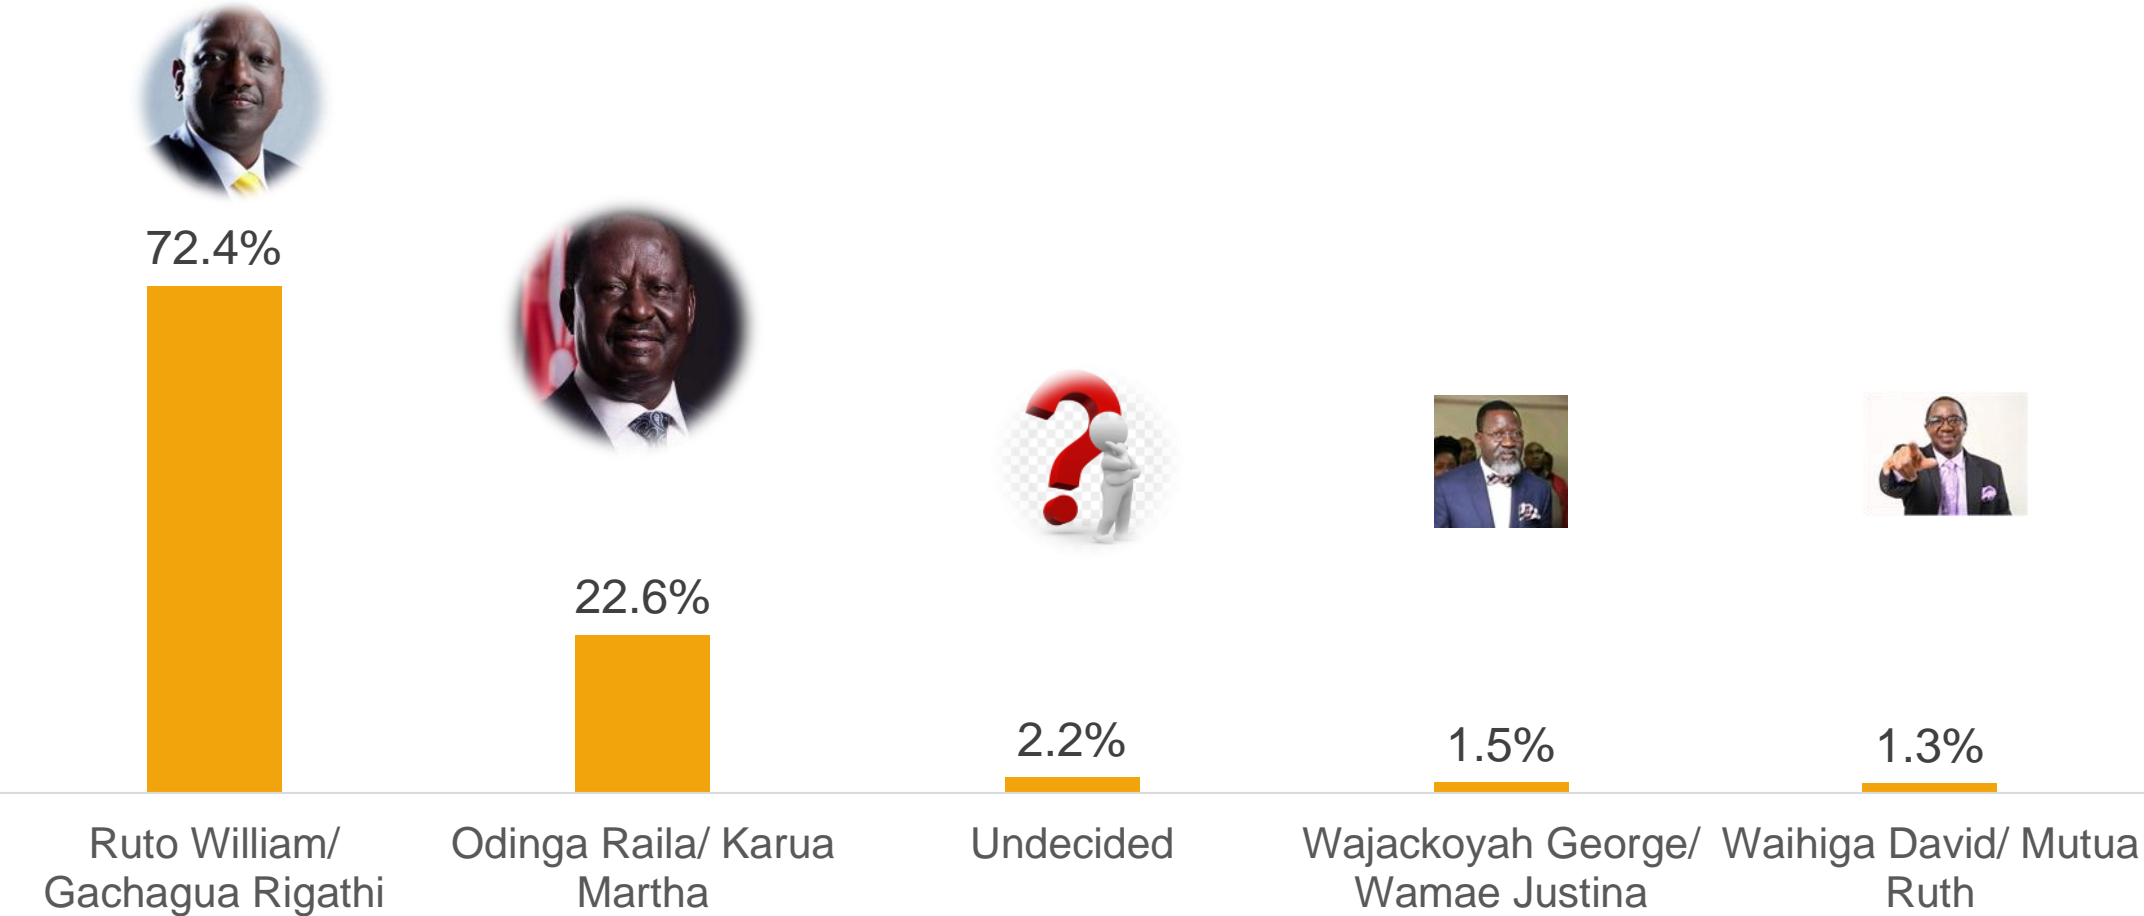 72.4%
22.6%
2.2%
1.5%
1.3%
Ruto William/
Gachagua Rigathi
Odinga Raila/ Karua
Martha
Undecided
Wajackoyah George/
Wamae Justina
Waihiga David/ Mutua
Ruth